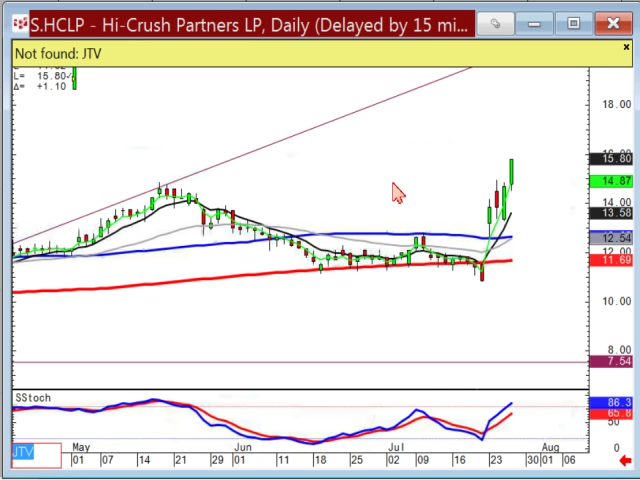 S.HCLP - Hi-Crush Partners LP, Daily (Delayed by 15 mi...
Not found: JTV
L= 15.80
Δ= +1.10
18.00
15.80
14.87
14.00
13.58
12.54
12.00
11.69
10.00
8.00
7.54
SStoch
86.3
65.8
50
0
JTV
May Jun Jul Aug
01 07 14 21 29 01 11 18 25 02 09 16 23 30 01 06